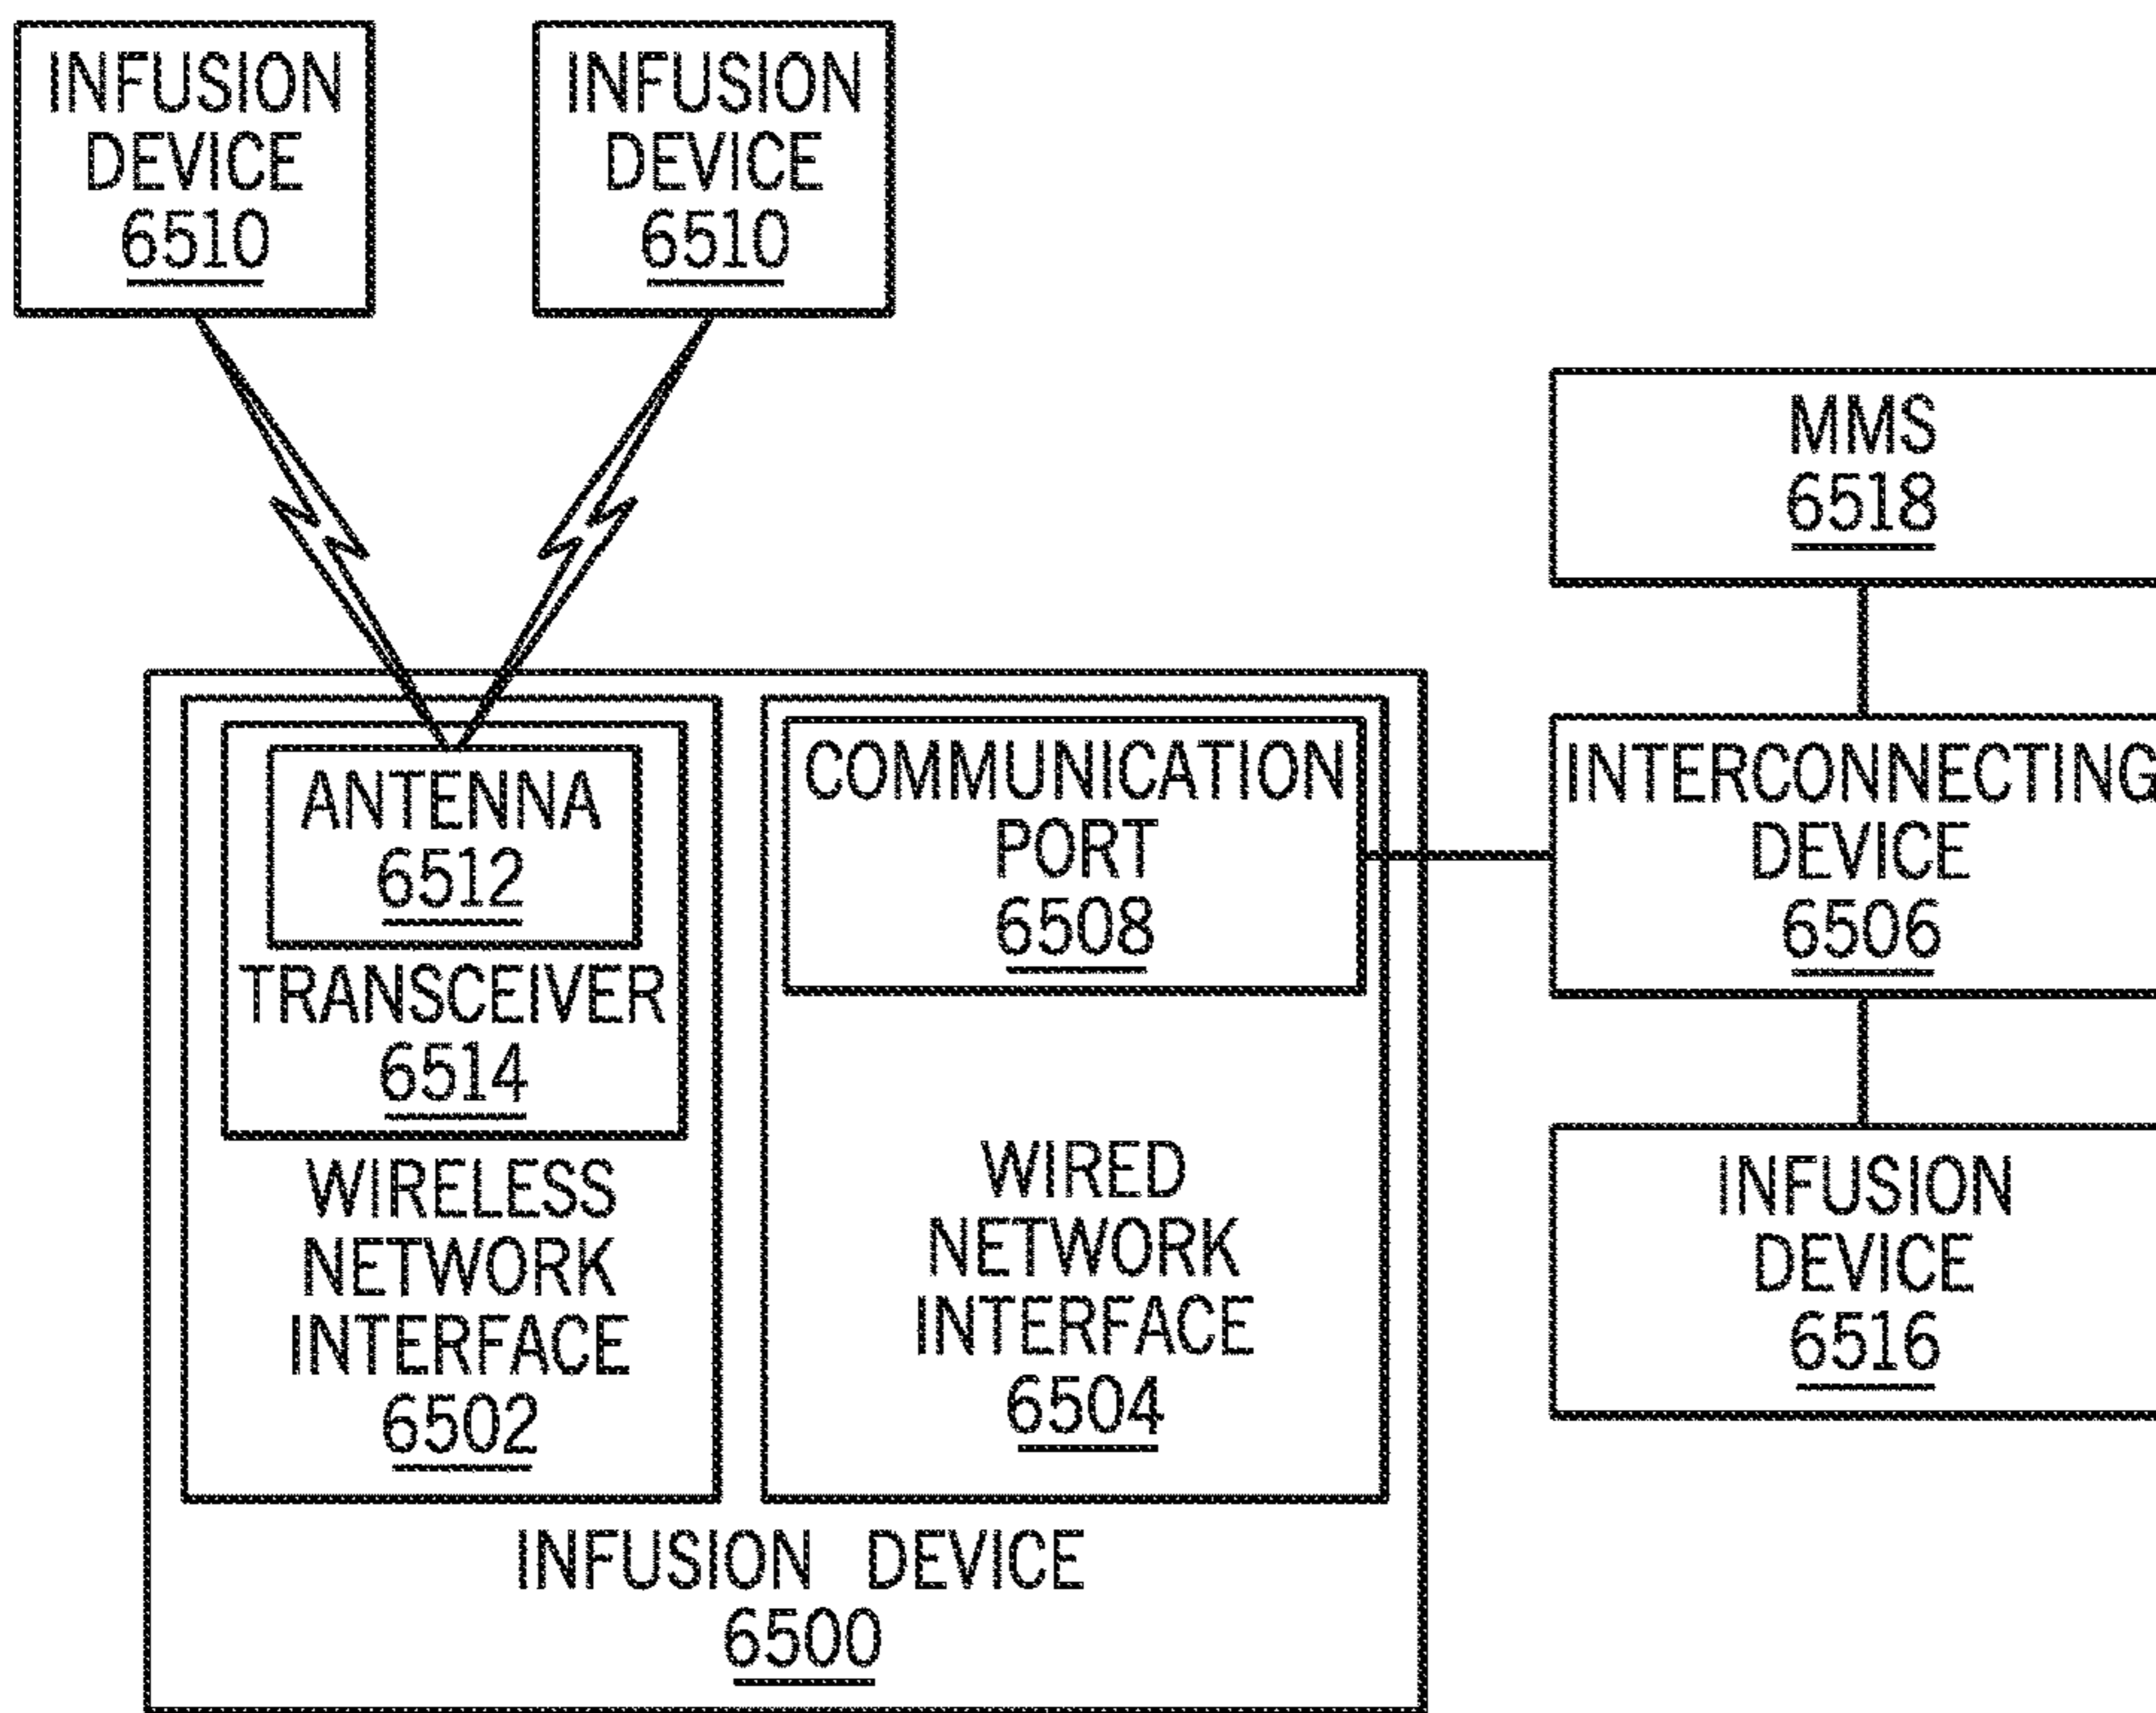 INFUSION
DEVICE
6510
INFUSION
DEVICE
6510
MMS
6518
ANTENNA
6512
TRANSCEIVER
6514
WIRELESS
NETWORK
INTERFACE
6502
COMMUNICATION
PORT
6508
WIRED
NETWORK
INTERFACE
6504
INFUSION DEVICE
6500
INTERCONNECTING
DEVICE
6506
INFUSION
DEVICE
6516